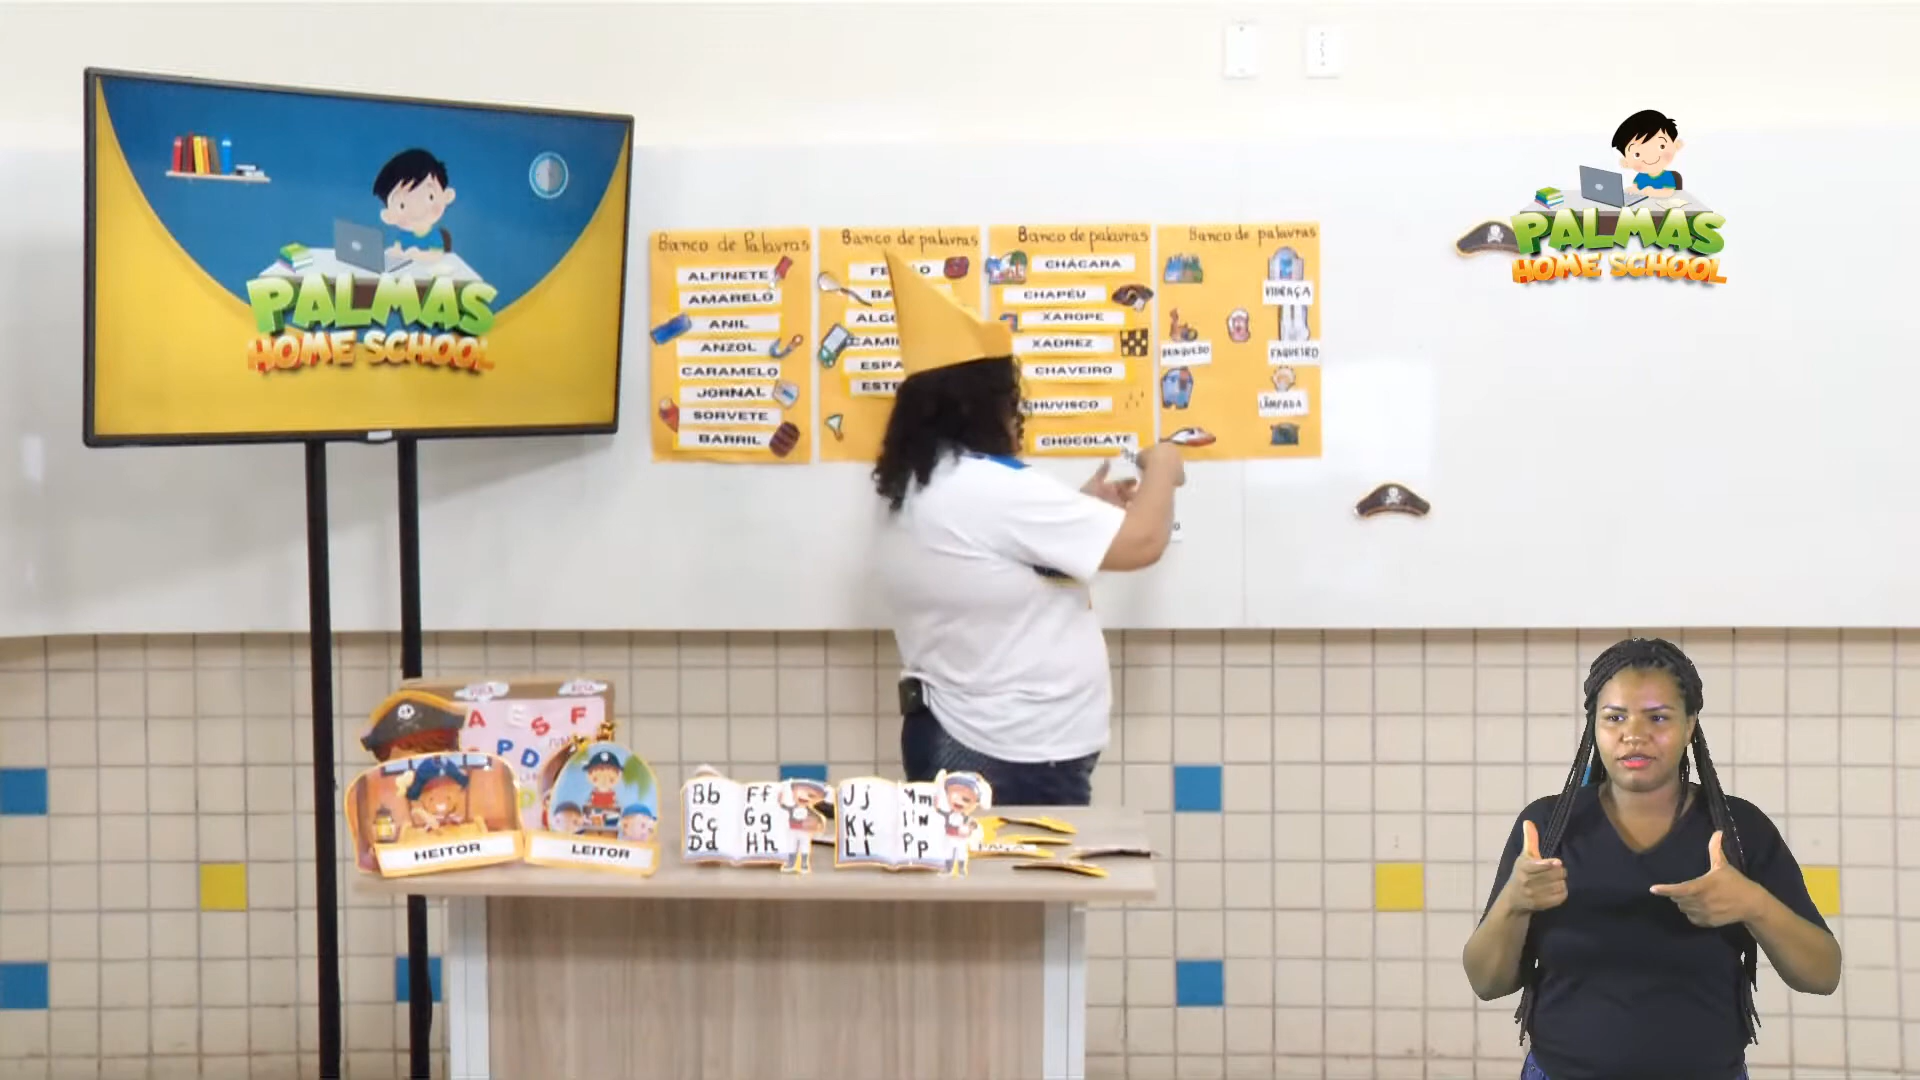 PALMAS
HOME SCHOOL
PALMAS
HOME SCHOOL
Banco de Palavras
ALFINETE
AMARELO
ANIL
ANZOL
CARAMELO
JORNAL
SORVETE
BARRIL
Banco de palavras
Banco de palavras
CHÁCARA
CHAPÉU
XAROPE
XADREZ
CHAVEIRO
CHUVISCO
CHOCOLATE
Banco de palavras
VIDRAÇA
BRINQUEDO
FAQUEIRO
LÂMPADA
A E S F
P D
HEITOR
LEITOR
Bb Ff
Cc Gg
Dd Hh
Jj Mm
Kk
Ll Pp